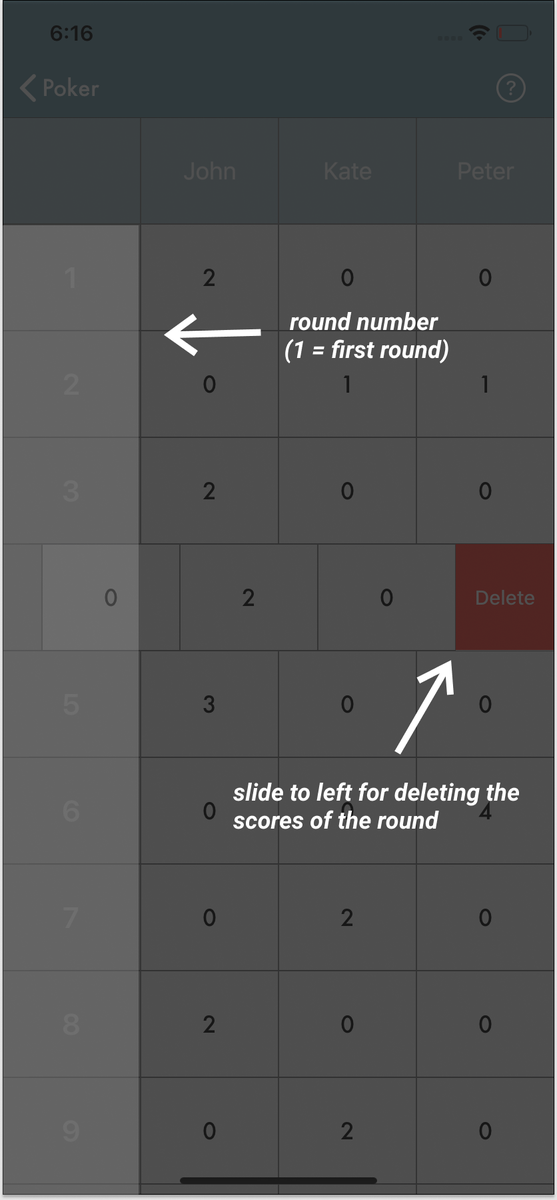 6:16
Poker
?
John Kate Peter
1 2 0 0
round number
(1 = first round)
2 0 1 1
3 2 0 0
0 2 0 Delete
5 3 0 0
slide to left for deleting the
6 0 0 4
scores of the round
7 0 2 0
8 2 0 0
9 0 2 0